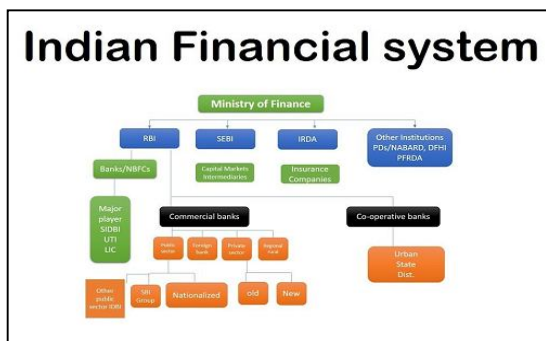 Indian Financial system
Ministry of Finance
RBI
SEBI
IRDA
Other Institutions
PDs/NABARD, DFHI
PFRDA
Banks/NBFCs
Capital Markets
Intermediaries
Insurance
Companies
Major
player
SIDBI
UTI
LIC
Commercial banks
Co-operative banks
Public
sector
Foreign
bank
Private
sector
Regional
rural
Urban
State
Dist.
Other
public
sector IDBI
SBI
Group
Nationalized
old
New